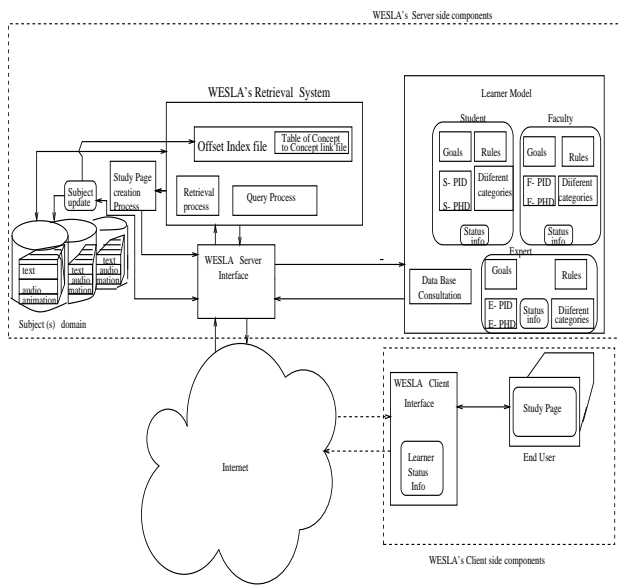 WESLA's Server side components
WESLA's Retrieval System
Offset Index file
Table of Concept
to Concept link file
Study Page
creation
Process
Subject
update
Retrieval
process
Query Process
text
audio
animation
text
audio
mation
text
audio
mation
Subject (s) domain
WESLA Server
Interface
Learner Model
Student
Goals
Rules
S- PID
S- PHD
Diiferent
categories
Status
info
Faculty
Goals
Rules
F- PID
F- PHD
Diiferent
categories
Status
info
Expert
Goals
Rules
E- PID
E- PHD
Status
info
Diiferent
categories
Data Base
Consultation
Internet
WESLA Client
Interface
Learner
Status
Info
Study Page
End User
WESLA's Client side components